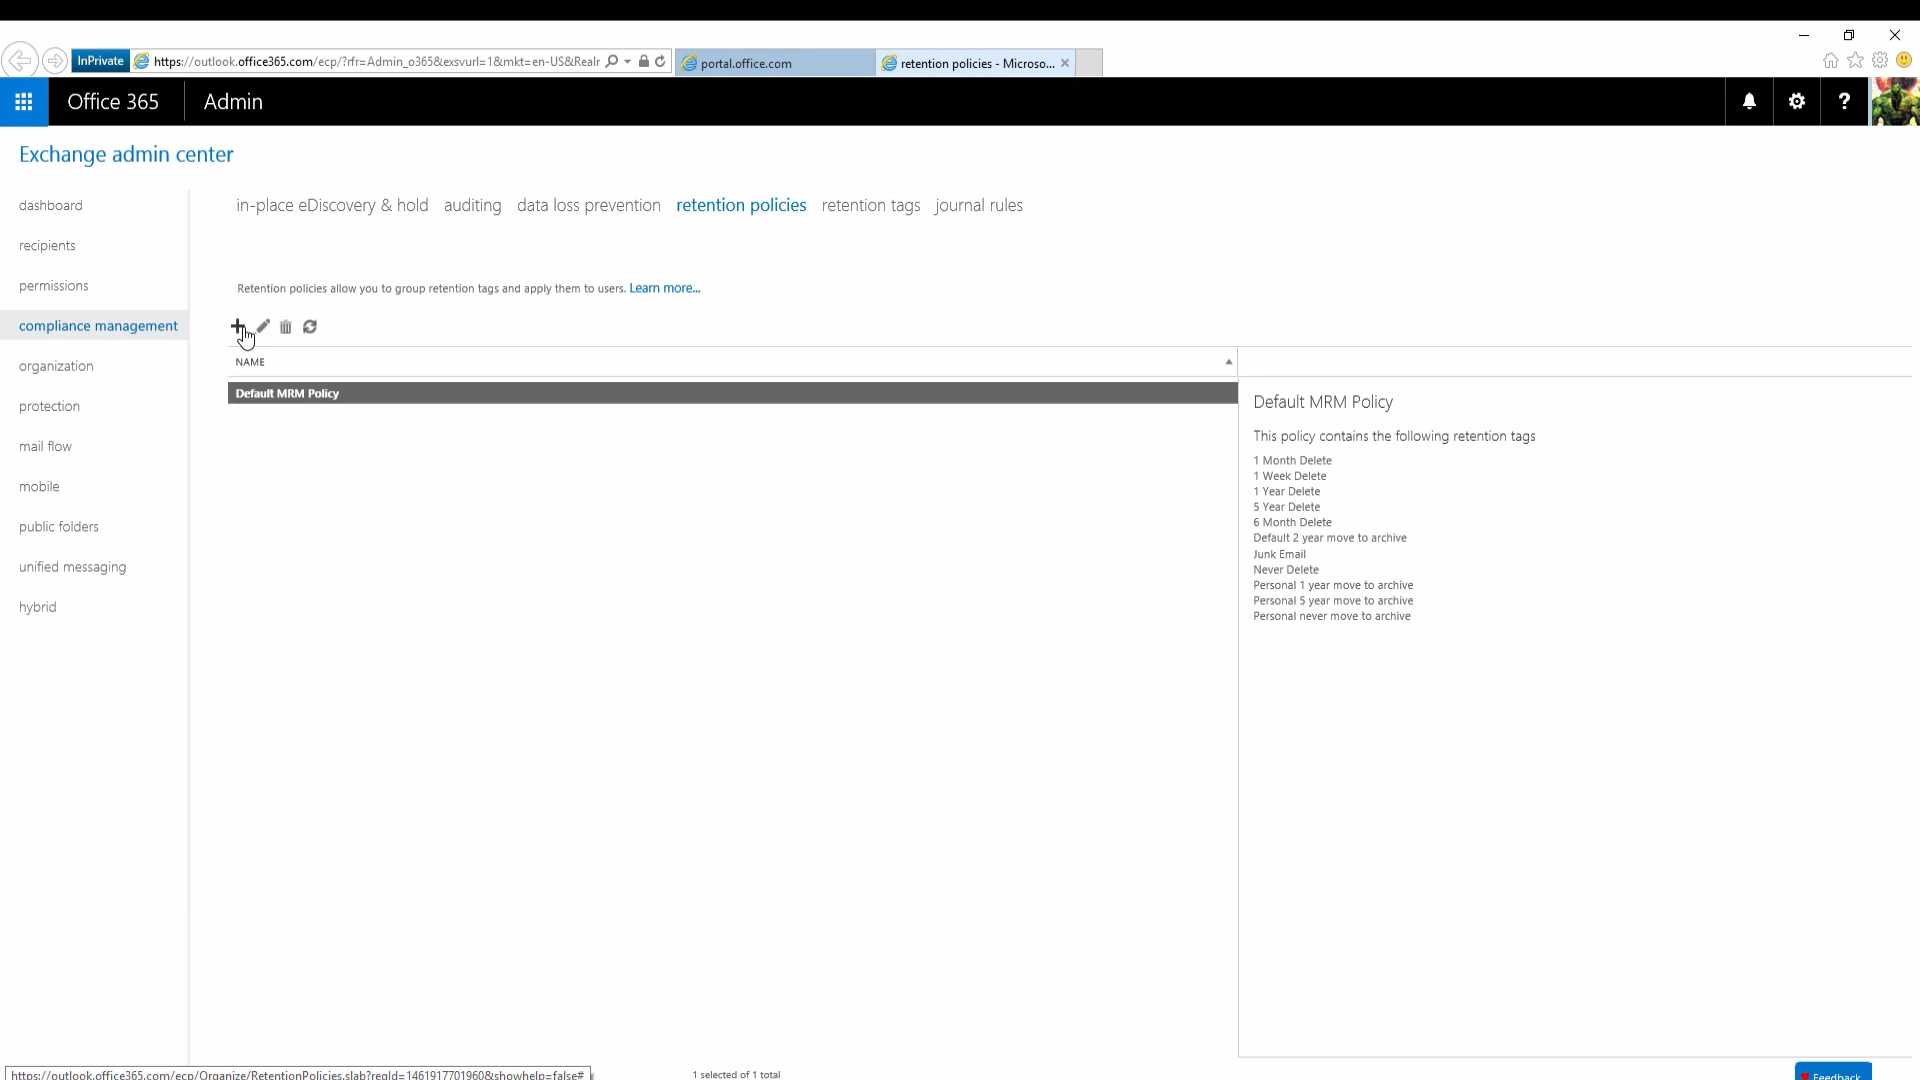 InPrivate https://outlook.office365.com/ecp/?rfr=Admin_o365&exsvurl=1&mkt=en-US&Realr portal.office.com retention policies - Microso...
Office 365 Admin ?
Exchange admin center
dashboard
recipients
permissions
compliance management
organization
protection
mail flow
mobile
public folders
unified messaging
hybrid
in-place eDiscovery & hold auditing data loss prevention retention policies retention tags journal rules
Retention policies allow you to group retention tags and apply them to users. Learn more...
NAME
Default MRM Policy
Default MRM Policy
This policy contains the following retention tags
1 Month Delete
1 Week Delete
1 Year Delete
5 Year Delete
6 Month Delete
Default 2 year move to archive
Junk Email
Never Delete
Personal 1 year move to archive
Personal 5 year move to archive
Personal never move to archive
1 selected of 1 total
https://outlook.office365.com/ecp/Organize/RetentionPolicies.slab?reqId=1461917701960&showhelp=false#
Feedback